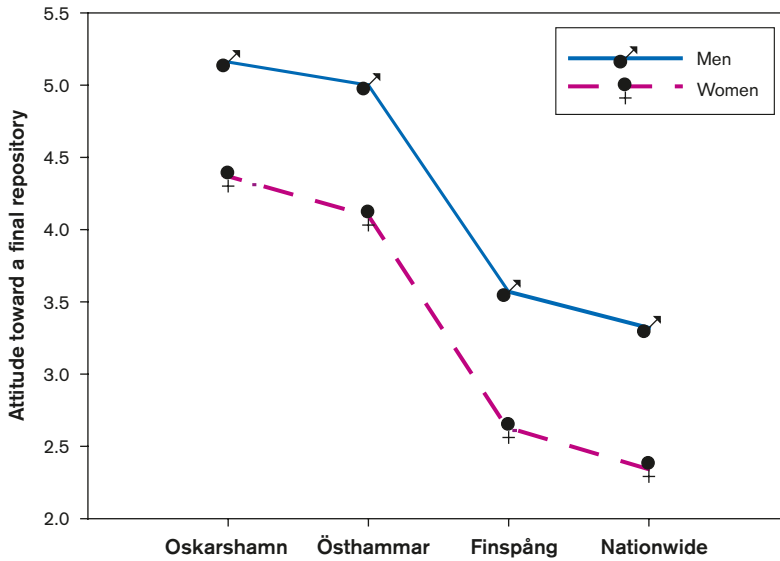 5.5
5.0
4.5
4.0
3.5
3.0
2.5
2.0
Attitude toward a final repository
Men
Women
Oskarshamn Östhammar Finspång Nationwide